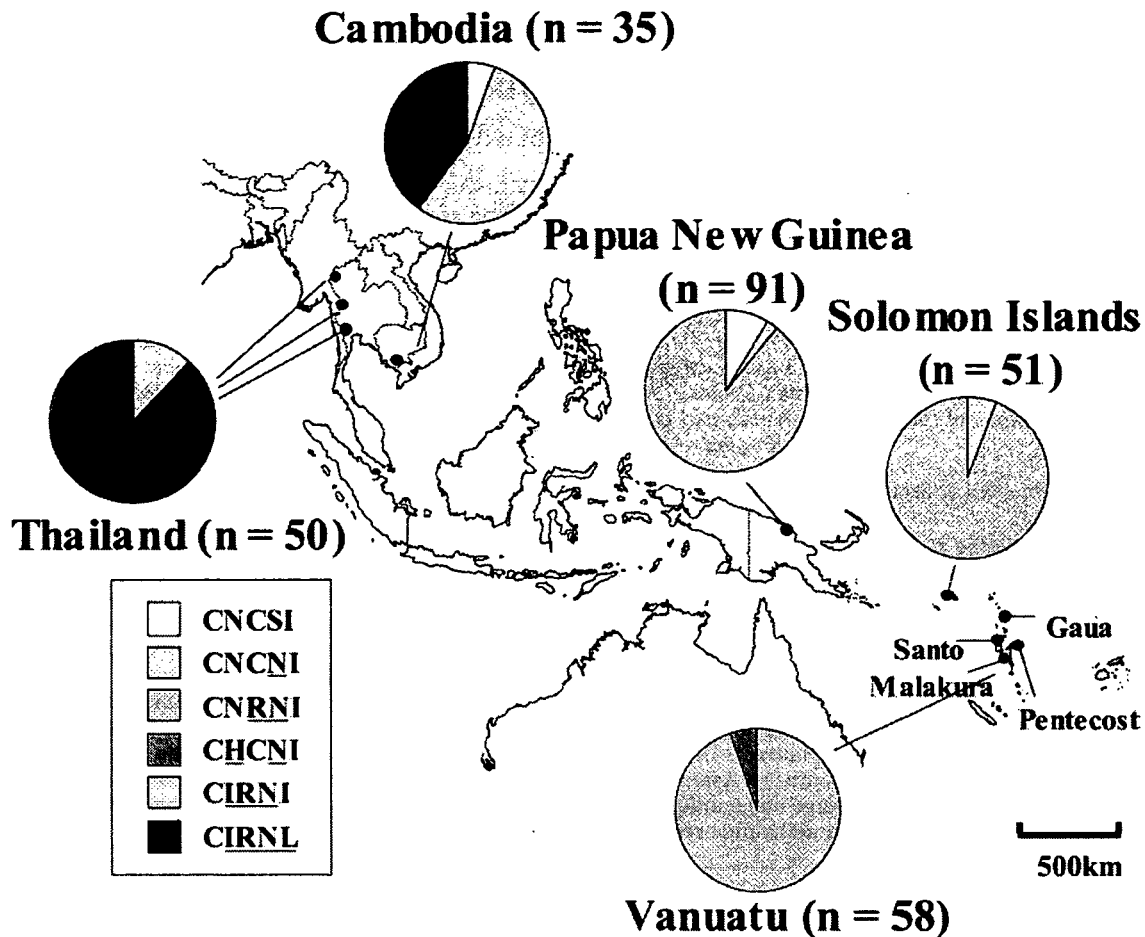 Cambodia (n = 35)
Papua New Guinea
(n = 91)
Solomon Islands
(n = 51)
Thailand (n = 50)
CNCSI
CNCNI
CNRNI
CHCNI
CIRNI
CIRNL
Gaua
Santo
Malakura
Pentecost
500km
Vanuatu (n = 58)